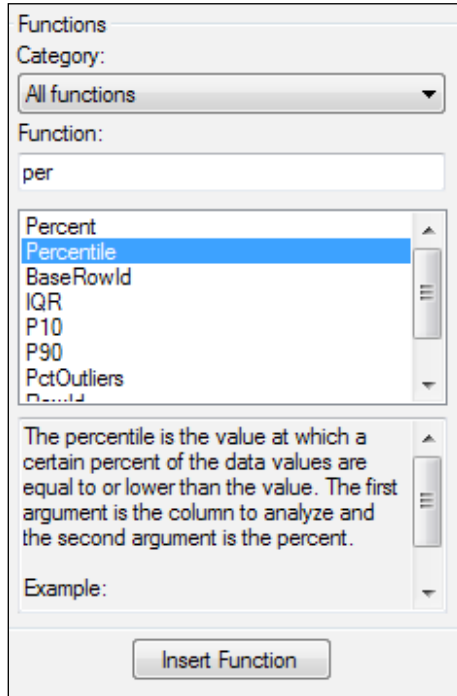 Functions
Category:
All functions
Function:
per
Percent
Percentile
BaseRowId
IQR
P10
P90
PctOutliers
RowId
The percentile is the value at which a
certain percent of the data values are
equal to or lower than the value. The first
argument is the column to analyze and
the second argument is the percent.
Example:
Insert Function